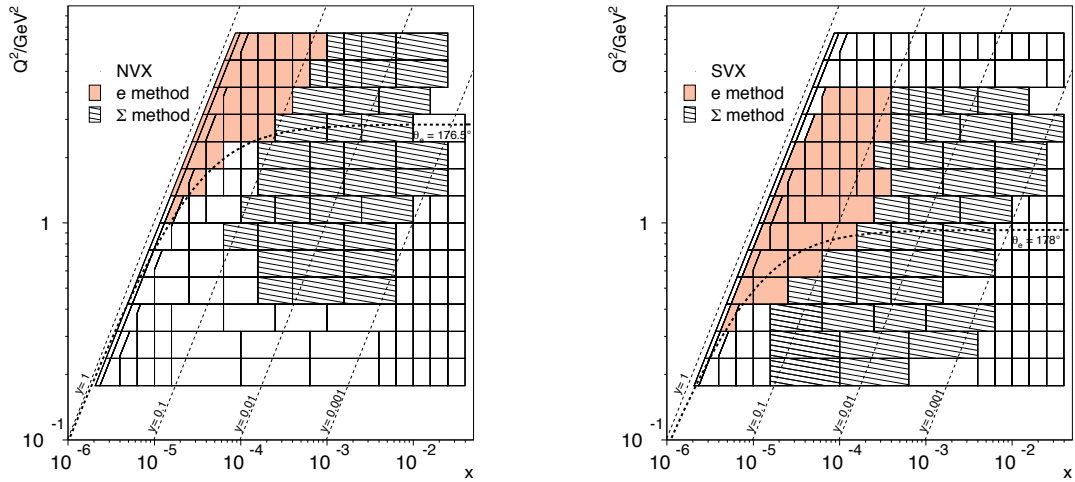 Q²/GeV²
NVX
e method
Σ method
θₑ = 176.5°
1
y= 1
y= 0.1
y= 0.01
y= 0.001
10⁻¹
10⁻⁶ 10⁻⁵ 10⁻⁴ 10⁻³ 10⁻²
x
Q²/GeV²
SVX
e method
Σ method
1
θₑ = 178°
y= 1
y= 0.1
y= 0.01
y= 0.001
10⁻¹
10⁻⁶ 10⁻⁵ 10⁻⁴ 10⁻³ 10⁻²
x